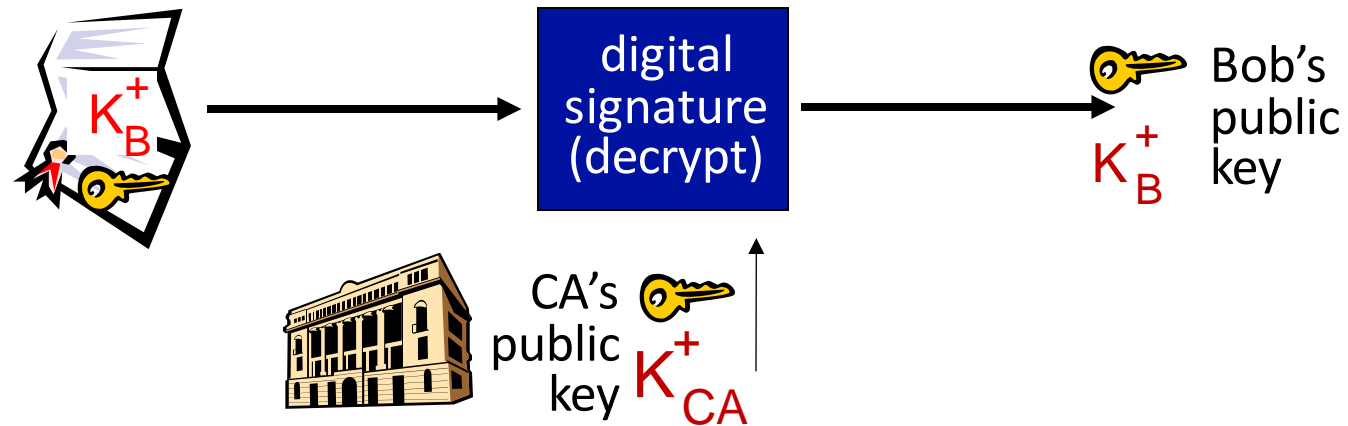 K+B
digital
signature
(decrypt)
Bob’s
public
key
K+B
CA’s
public
key
K+CA